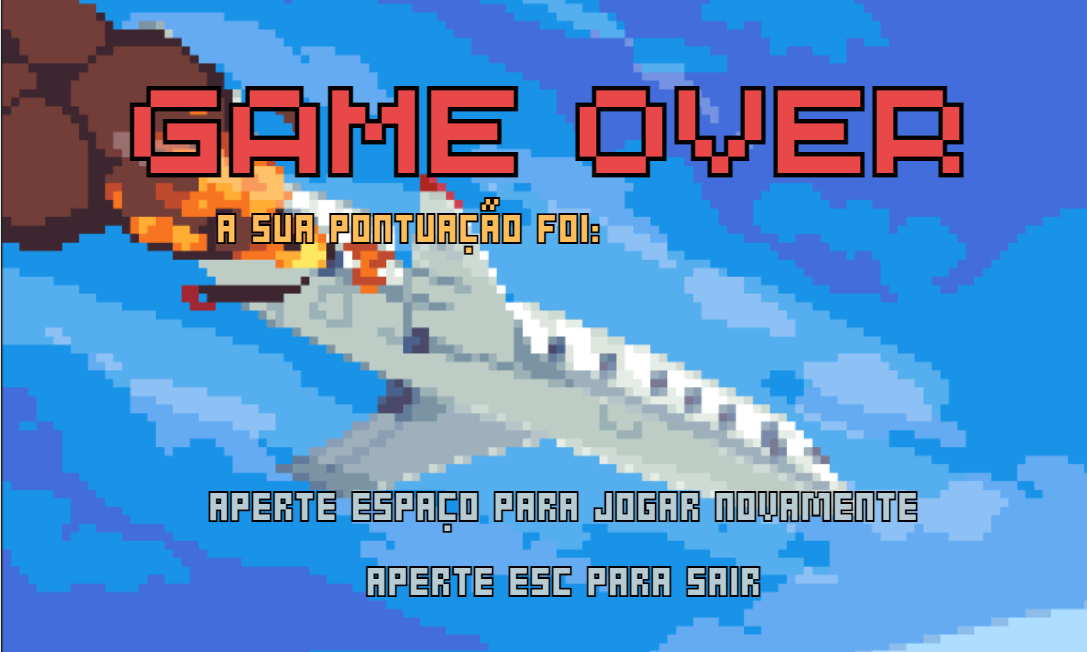 GAME OVER
A SUA PONTUAÇÃO FOI:
APERTE ESPAÇO PARA JOGAR NOVAMENTE
APERTE ESC PARA SAIR